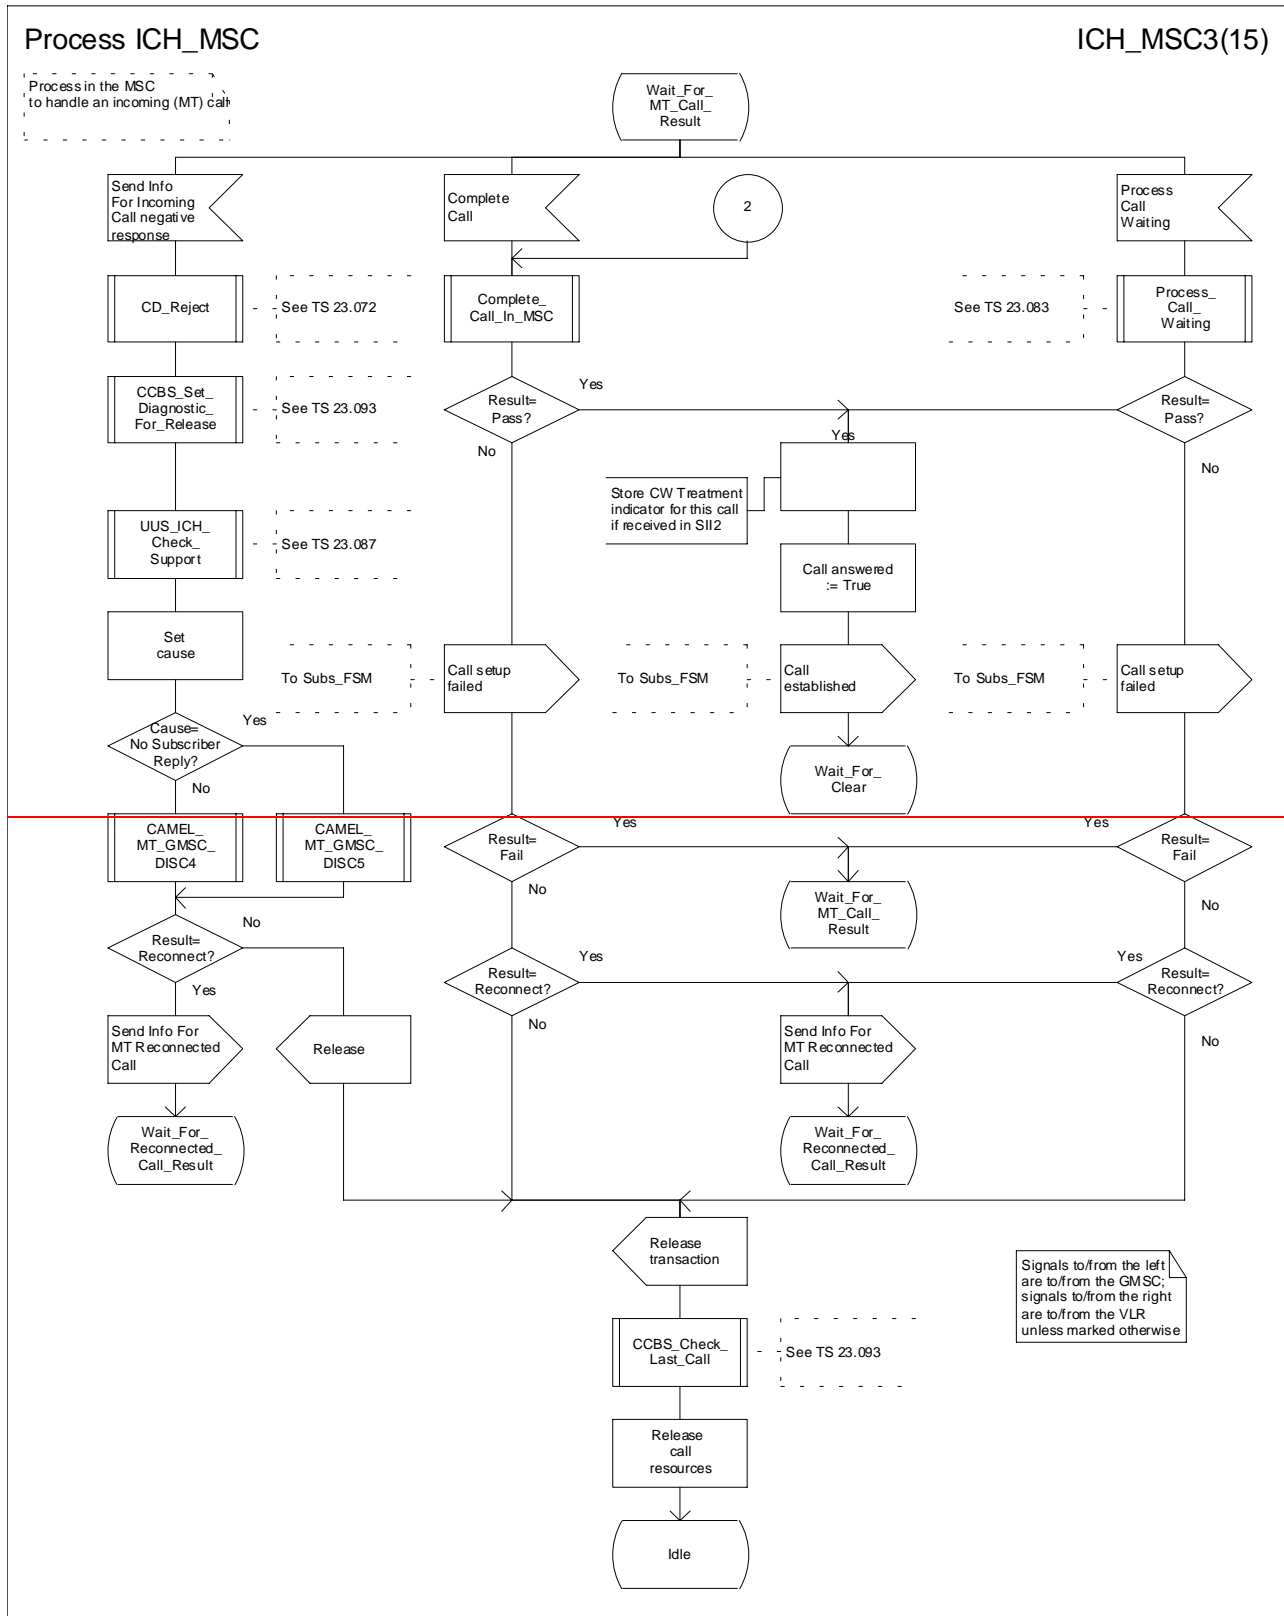 Process ICH_MSC
ICH_MSC3(15)
Process in the MSC
to handle an incoming (MT) call
Wait_For_
MT_Call_
Result
Send Info
For Incoming
Call negative
response
Complete
Call
2
Process
Call
Waiting
CD_Reject
See TS 23.072
Complete_
Call_In_MSC
See TS 23.083
Process_
Call_
Waiting
CCBS_Set_
Diagnostic_
For_Release
See TS 23.093
Result=
Pass?
Yes
No
Yes
Result=
Pass?
No
Store CW Treatment
indicator for this call
if received in SII2
UUS_ICH_
Check_
Support
See TS 23.087
Call answered
:= True
Set
cause
To Subs_FSM
Call setup
failed
To Subs_FSM
Call
established
To Subs_FSM
Call setup
failed
Cause=
No Subscriber
Reply?
Yes
No
Wait_For_
Clear
CAMEL_
MT_GMSC_
DISC4
CAMEL_
MT_GMSC_
DISC5
Result=
Fail
Yes
No
Yes
Result=
Fail
No
Wait_For_
MT_Call_
Result
Result=
Reconnect?
No
Yes
Result=
Reconnect?
Yes
No
Yes
Result=
Reconnect?
No
Send Info For
MT Reconnected
Call
Release
Send Info For
MT Reconnected
Call
Wait_For_
Reconnected_
Call_Result
Wait_For_
Reconnected_
Call_Result
Release
transaction
Signals to/from the left
are to/from the GMSC;
signals to/from the right
are to/from the VLR
unless marked otherwise
CCBS_Check_
Last_Call
See TS 23.093
Release
call
resources
Idle